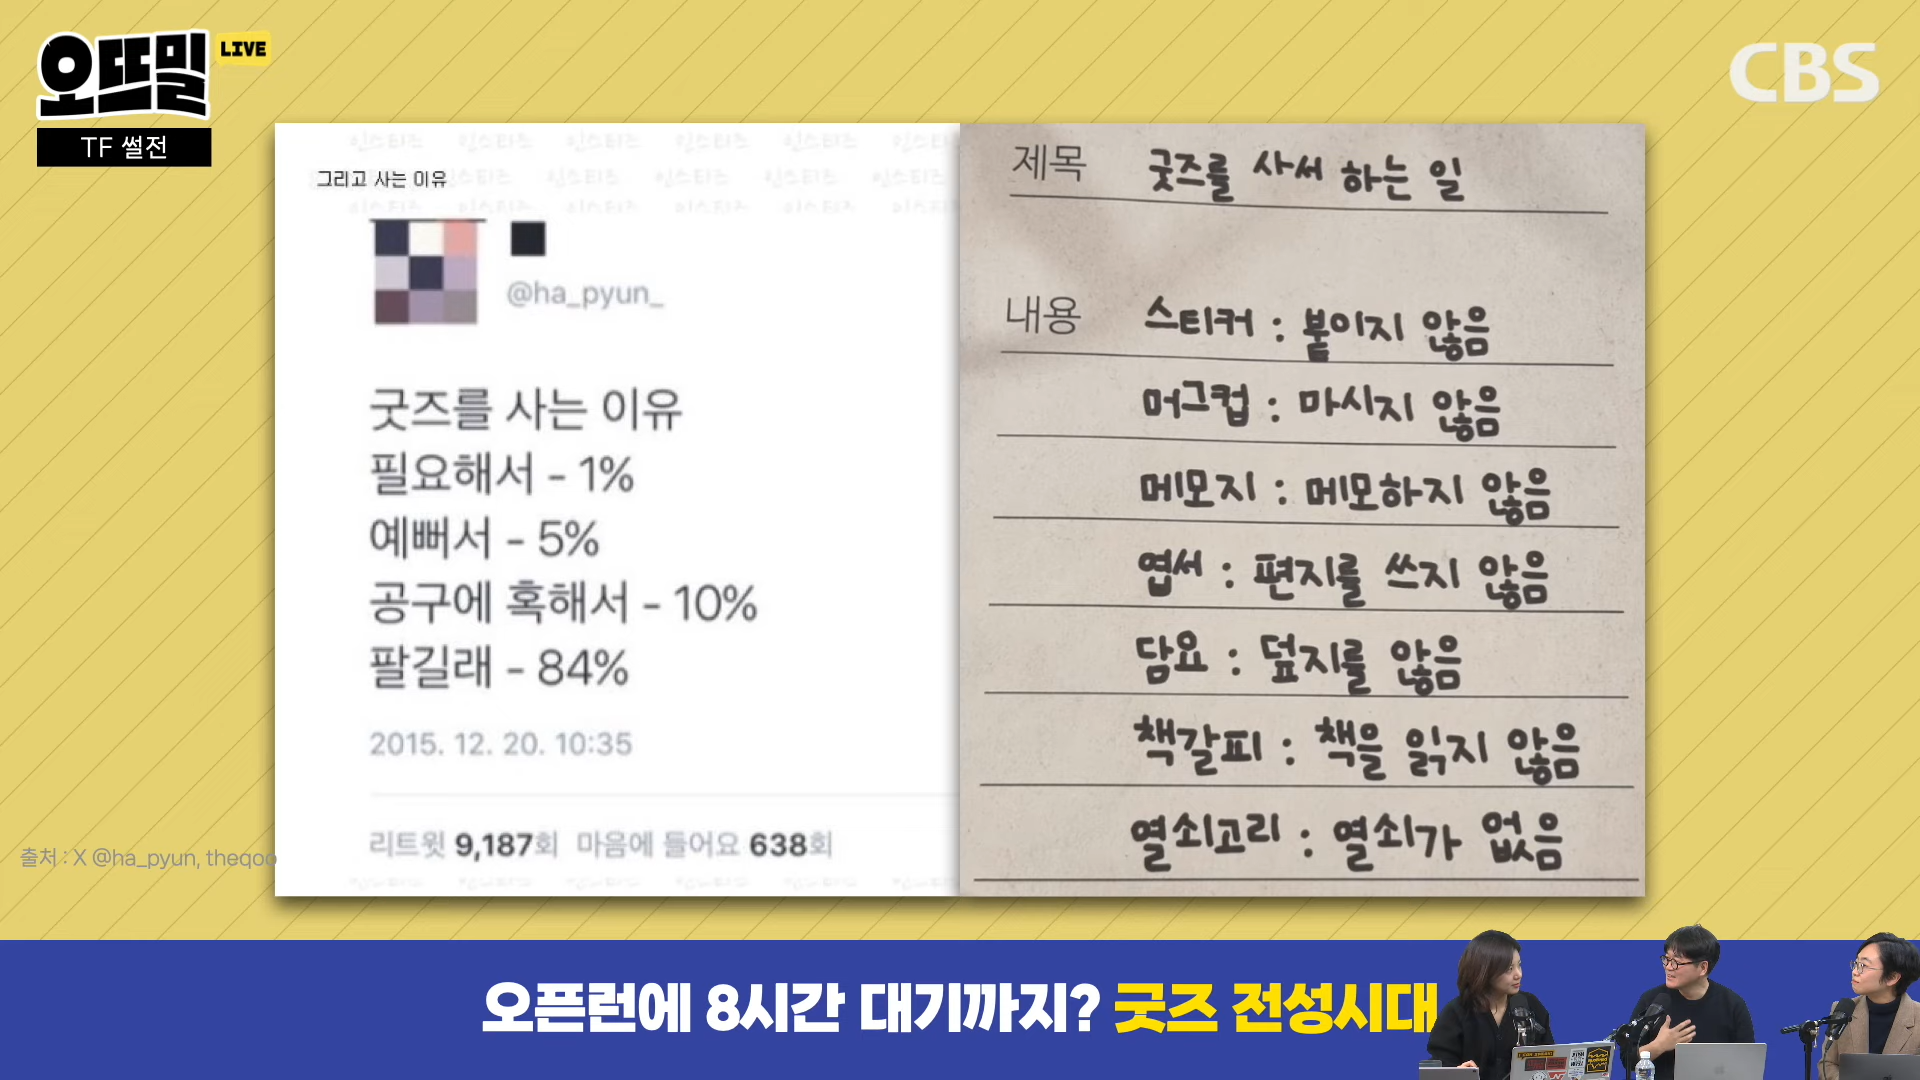 오뜨밀 LIVE
TF 썰전
CBS
그리고 사는 이유
@ha_pyun_
굿즈를 사는 이유
필요해서 - 1%
예뻐서 - 5%
공구에 혹해서 - 10%
팔길래 - 84%
2015. 12. 20. 10:35
리트윗 9,187회 마음에 들어요 638회
제목 굿즈를 사써 하는 일
내용 스티커 : 붙이지 않음
머그컵 : 마시지 않음
메모지 : 메모하지 않음
엽써 : 편지를 쓰지 않음
담요 : 덮지를 않음
책갈피 : 책을 읽지 않음
열쇠고리 : 열쇠가 없음
출처 : X @ha_pyun, theqoo
오픈런에 8시간 대기까지? 굿즈 전성시대